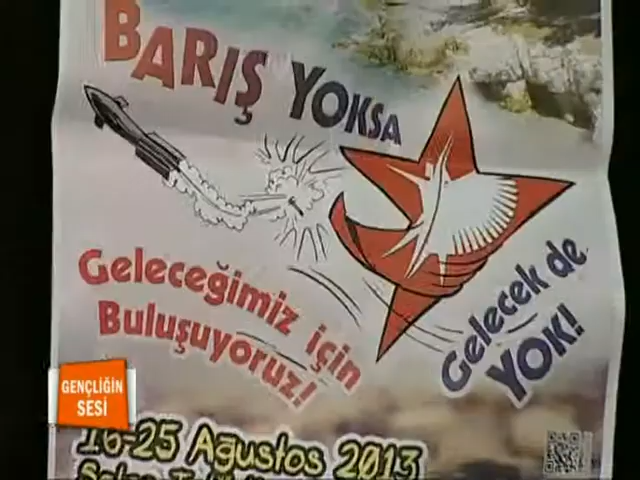 BARIŞ YOKSA
Geleceğimiz için
Buluşuyoruz!
Gelecek de
YOK!
GENÇLİĞİN
SESİ
16-25 Ağustos 2013